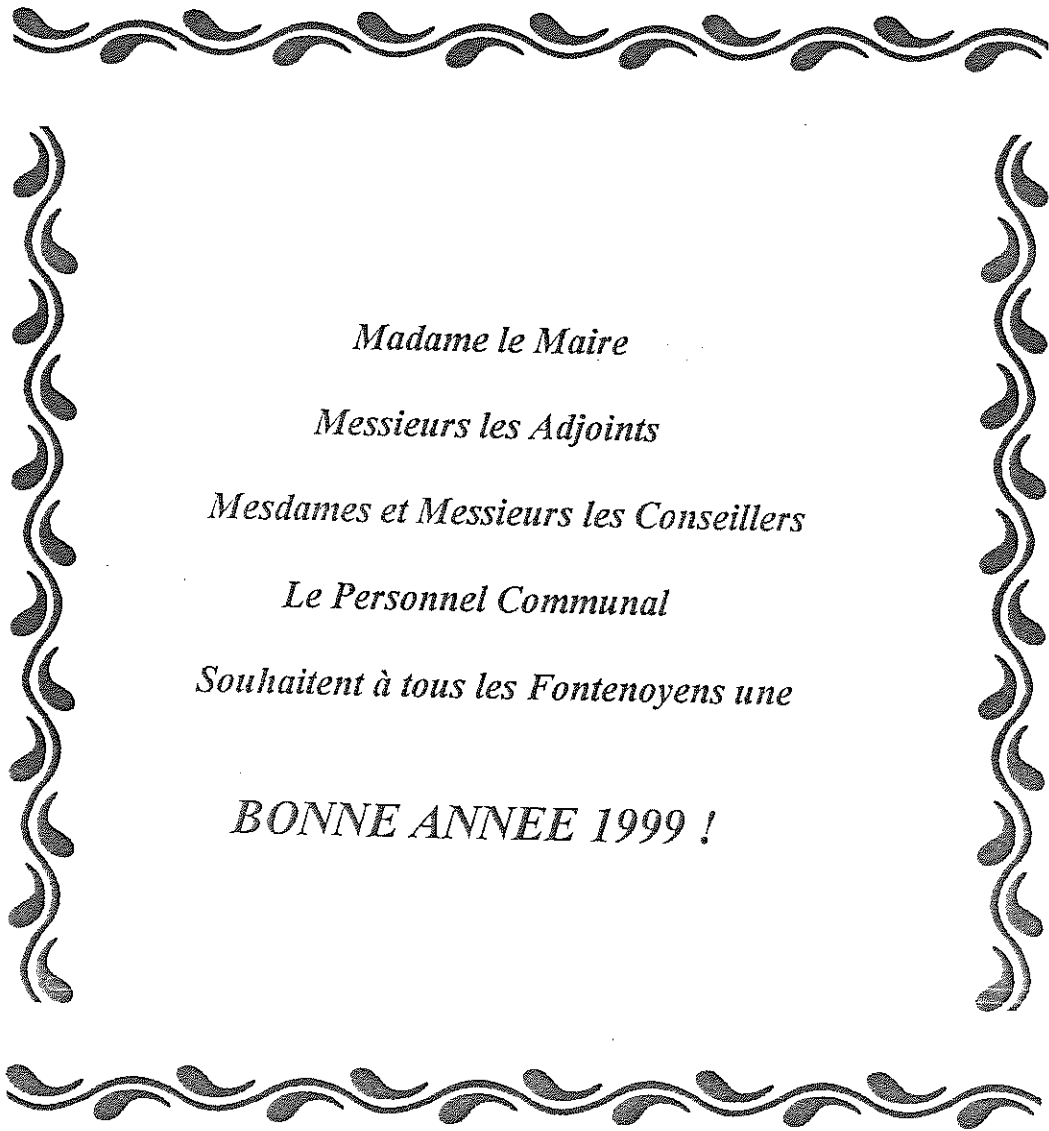 Madame le Maire
Messieurs les Adjoints
Mesdames et Messieurs les Conseillers
Le Personnel Communal
Souhaitent à tous les Fontenoyens une
BONNE ANNEE 1999 !